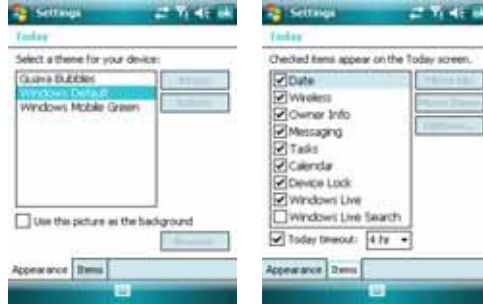 Settings
ok
Today
Select a theme for your device:
Guava Bubbles
Windows Default
Windows Mobile Green
Use this picture as the background
Appearance Items
Settings
ok
Today
Checked items appear on the Today screen.
Date
Wireless
Owner Info
Messaging
Tasks
Calendar
Device Lock
Windows Live
Windows Live Search
Today timeout: 4 hr
Appearance Items